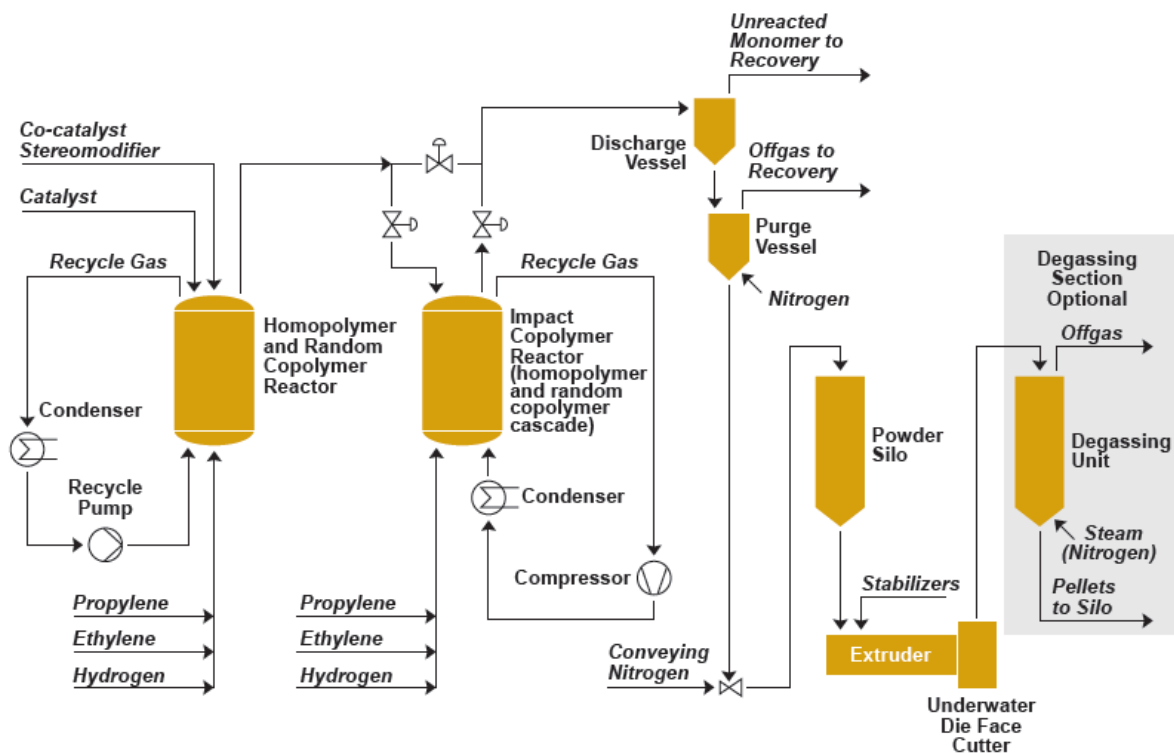 Unreacted
Monomer to
Recovery
Co-catalyst
Stereomodifier
Discharge
Vessel
Offgas to
Recovery
Catalyst
Purge
Vessel
Recycle Gas
Recycle Gas
Nitrogen
Degassing
Section
Optional
Homopolymer
and Random
Copolymer
Reactor
Impact
Copolymer
Reactor
(homopolymer
and random
copolymer
cascade)
Offgas
Condenser
Powder
Silo
Degassing
Unit
Recycle
Pump
Condenser
Steam
(Nitrogen)
Compressor
Stabilizers
Pellets
to Silo
Propylene
Ethylene
Hydrogen
Propylene
Ethylene
Hydrogen
Conveying
Nitrogen
Extruder
Underwater
Die Face
Cutter